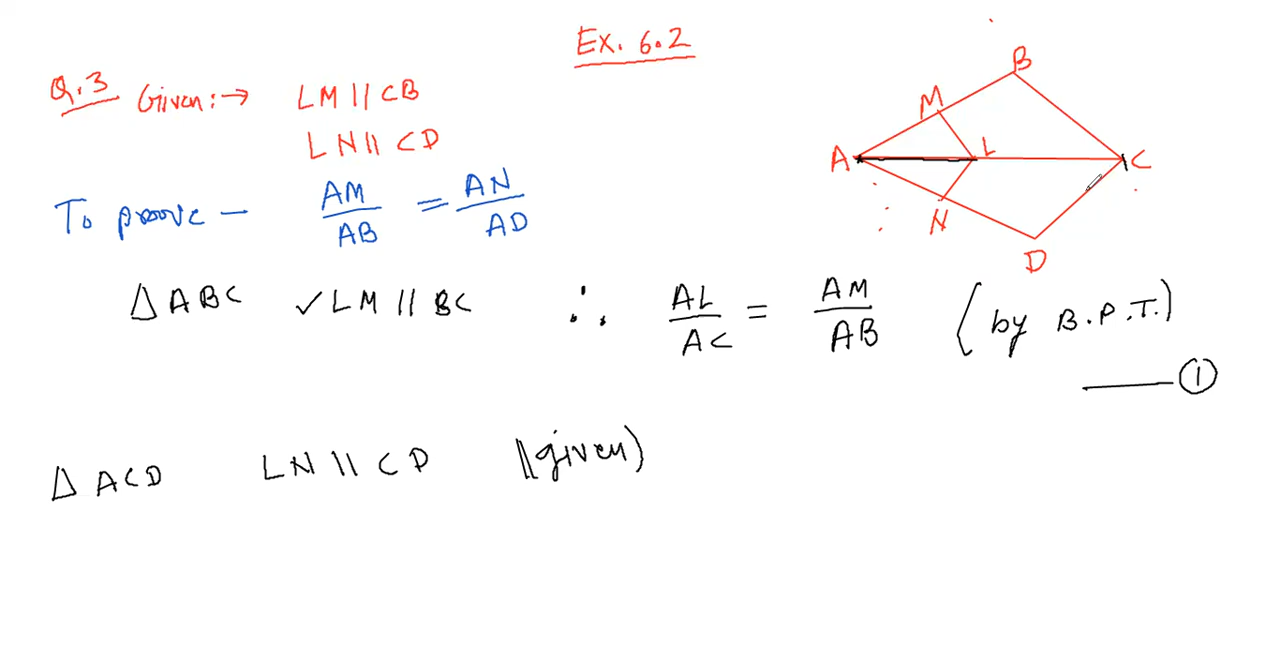 Ex. 6.2
Q.3 Given:→ LM || CB
LN || CD
To prove - AM/AB = AN/AD
△ABC ✓LM || BC ∴ AL/AC = AM/AB (by B.P.T.)
—— ①
△ ACD LN || CD (given)
B
M
A L C
N
D